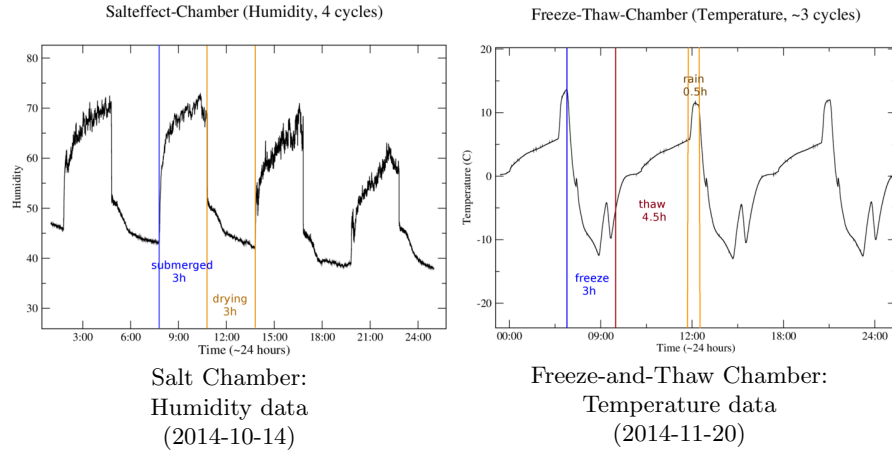 Salteffect-Chamber (Humidity, 4 cycles)
80
70
60
50
40
30
Humidity
submerged
3h
drying
3h
3:00
9:00
12:00
18:00
21:00
24:00
Time (~24 hours)
Salt Chamber:
Humidity data
(2014-10-14)
Freeze-Thaw-Chamber (Temperature, ~3 cycles)
20
10
0
-10
-20
Temperature (C)
rain
0.5h
thaw
4.5h
freeze
3h
00:00
09:00
12:00
18:00
24:00
Time (~24 hours)
Freeze-and-Thaw Chamber:
Temperature data
(2014-11-20)